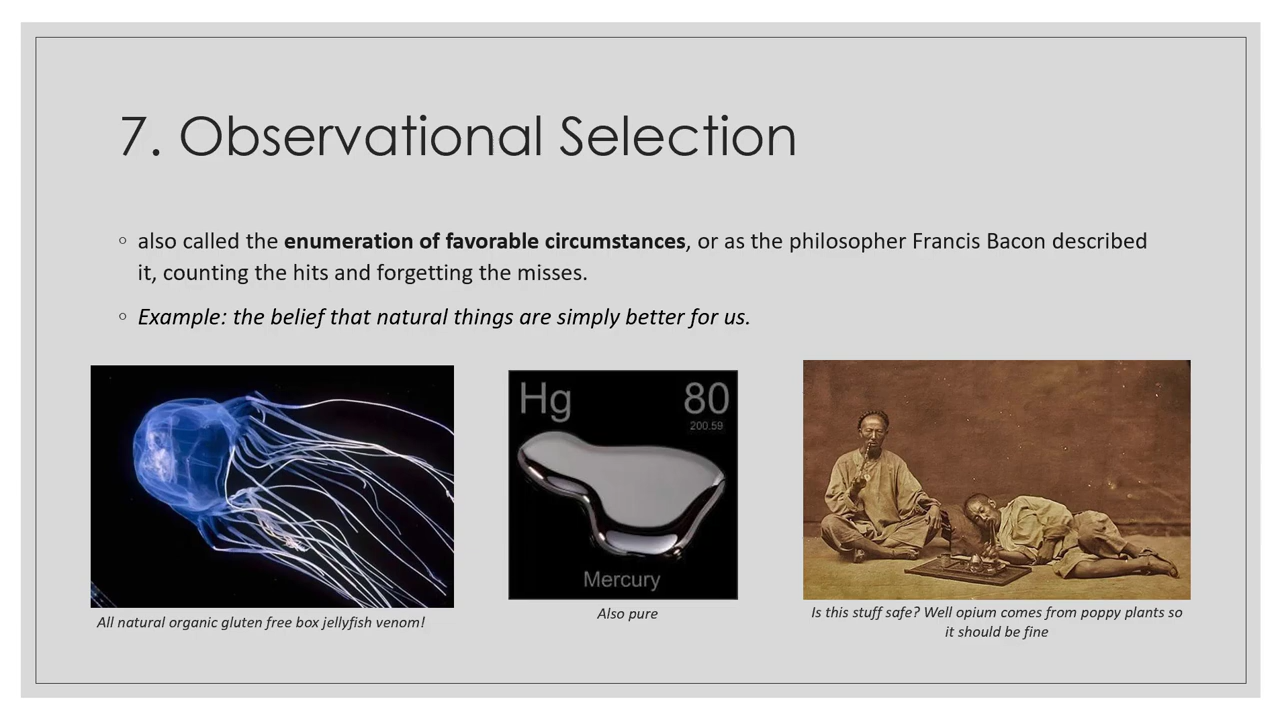 7. Observational Selection
◦ also called the enumeration of favorable circumstances, or as the philosopher Francis Bacon described
it, counting the hits and forgetting the misses.
◦ Example: the belief that natural things are simply better for us.
Hg 80
200.59
Mercury
All natural organic gluten free box jellyfish venom!
Also pure
Is this stuff safe? Well opium comes from poppy plants so
it should be fine